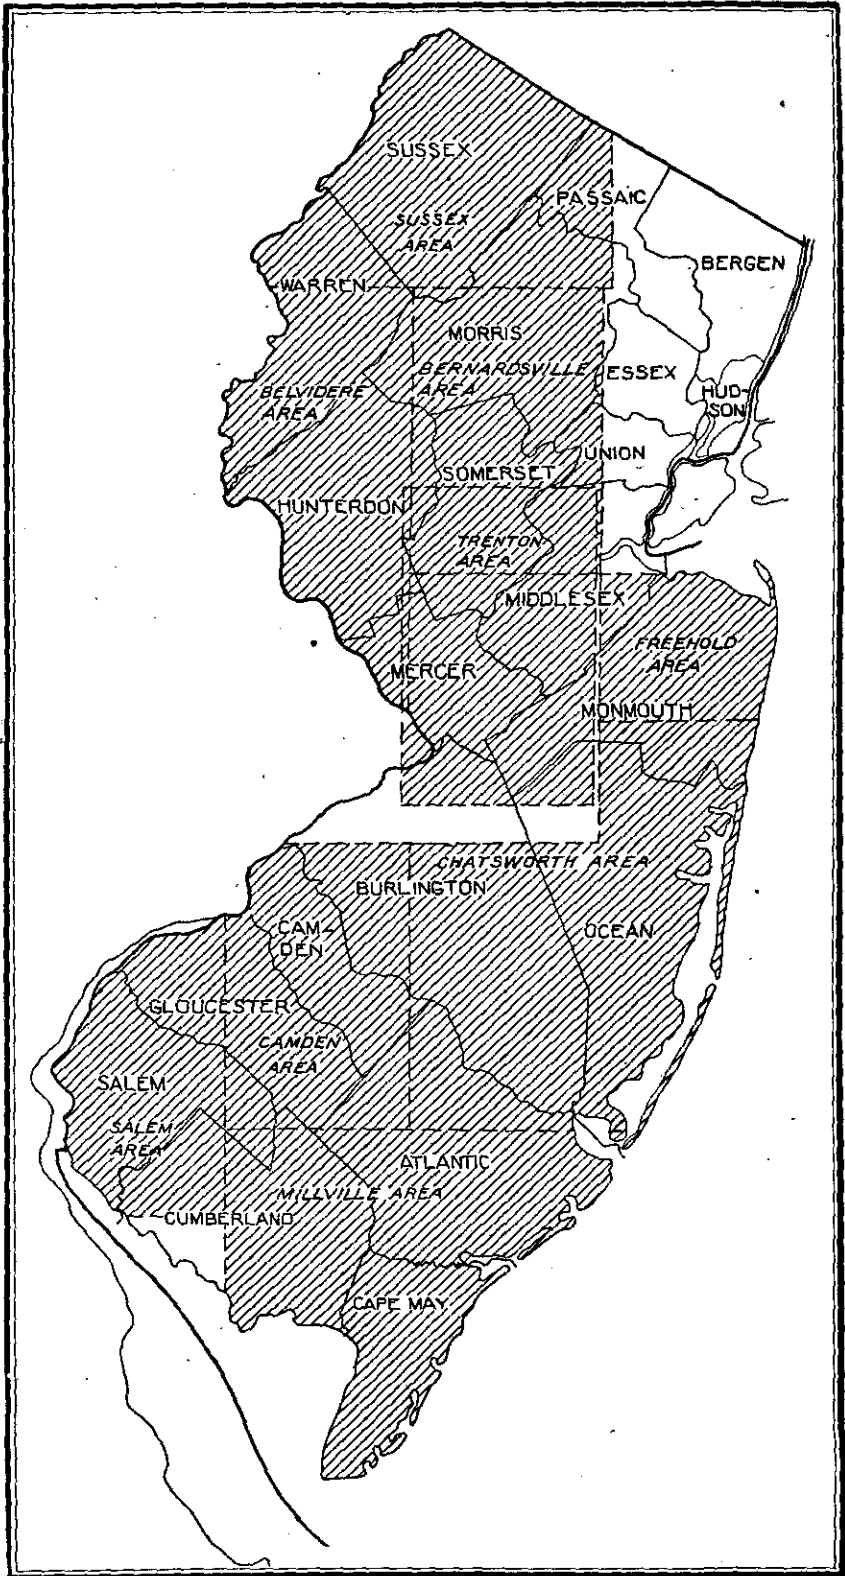 SUSSEX
PASSAIC
SUSSEX
AREA
BERGEN
WARREN
MORRIS
BERNARDSVILLE
AREA
ESSEX
BELVIDERE
AREA
HUD-
SON
UNION
SOMERSET
HUNTERDON
TRENTON
AREA
MIDDLESEX
FREEHOLD
AREA
MERCER
MONMOUTH
CHATSWORTH AREA
BURLINGTON
CAM-
DEN
OCEAN
GLOUCESTER
CAMDEN
AREA
SALEM
SALEM
AREA
ATLANTIC
MILLVILLE AREA
CUMBERLAND
CAPE MAY